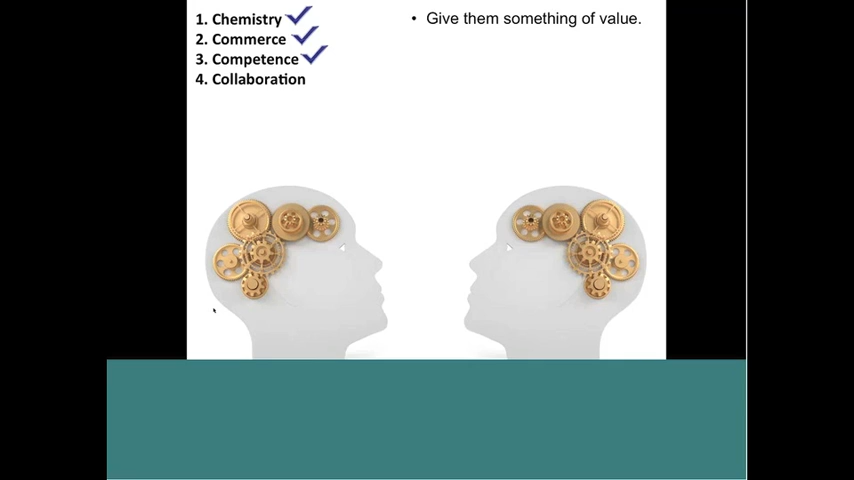 1. Chemistry
2. Commerce
3. Competence
4. Collaboration
• Give them something of value.